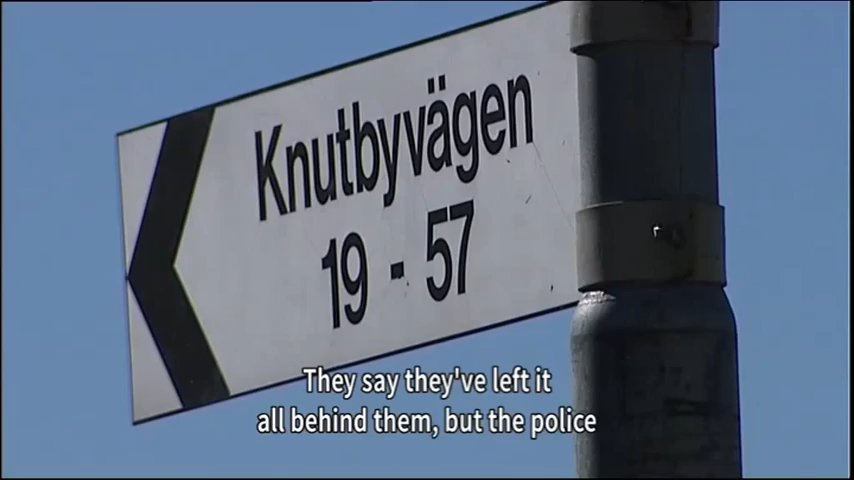 Knutbyvägen
19 - 57
They say they've left it
all behind them, but the police